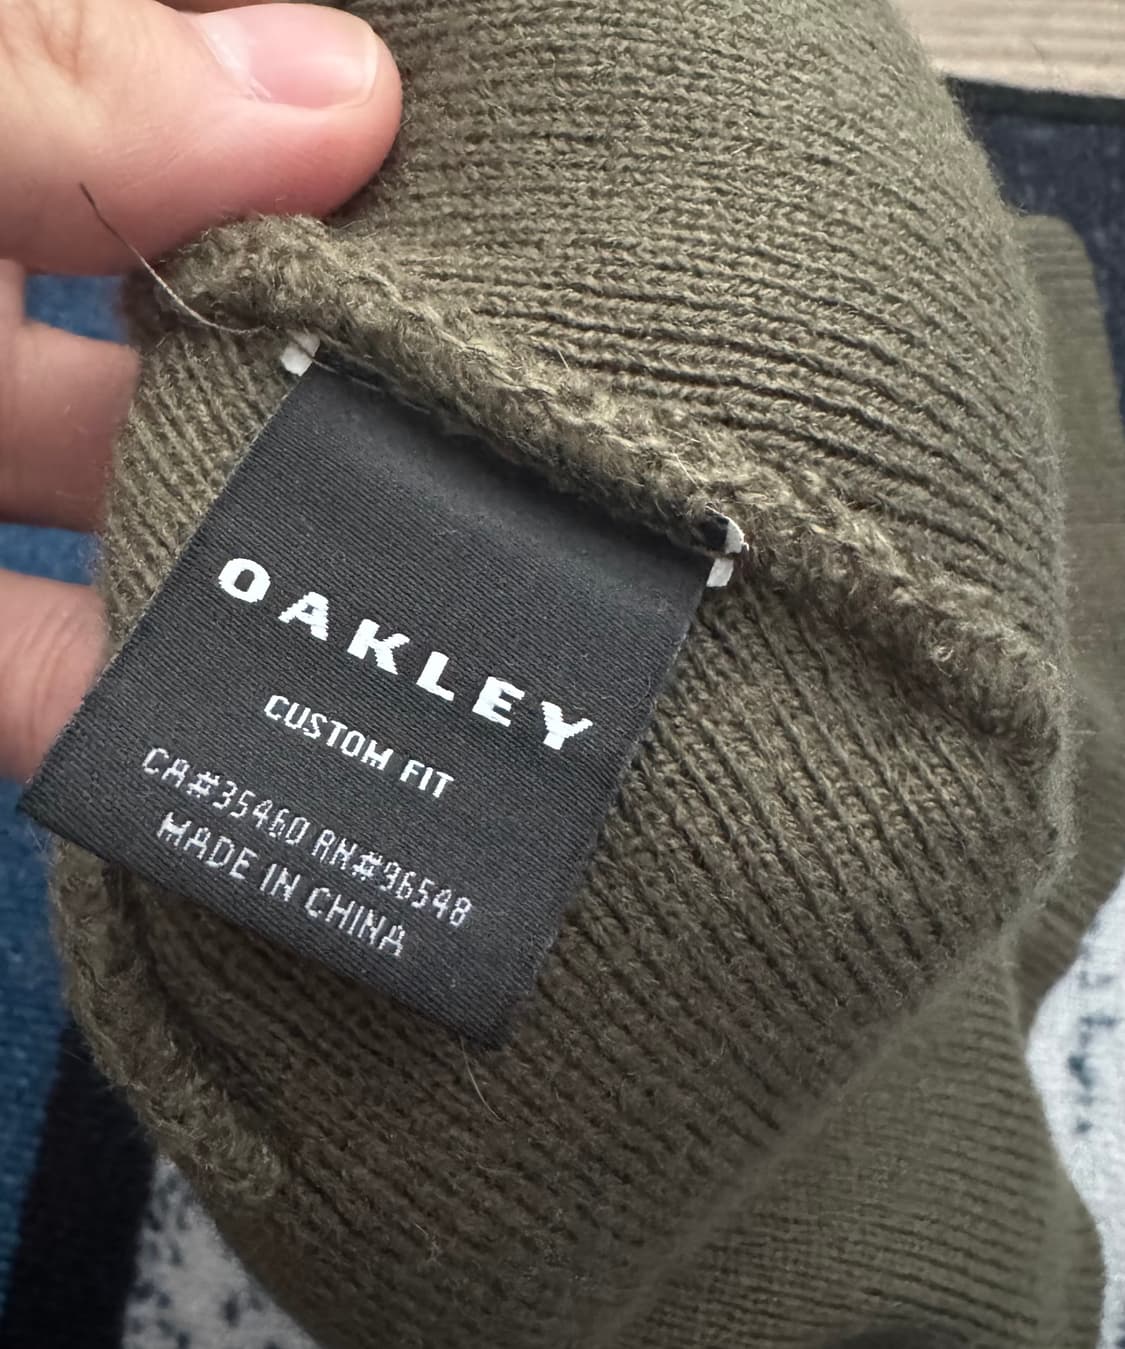 OAKLEY
CUSTOM FIT
CA#35460 RN#96548
MADE IN CHINA